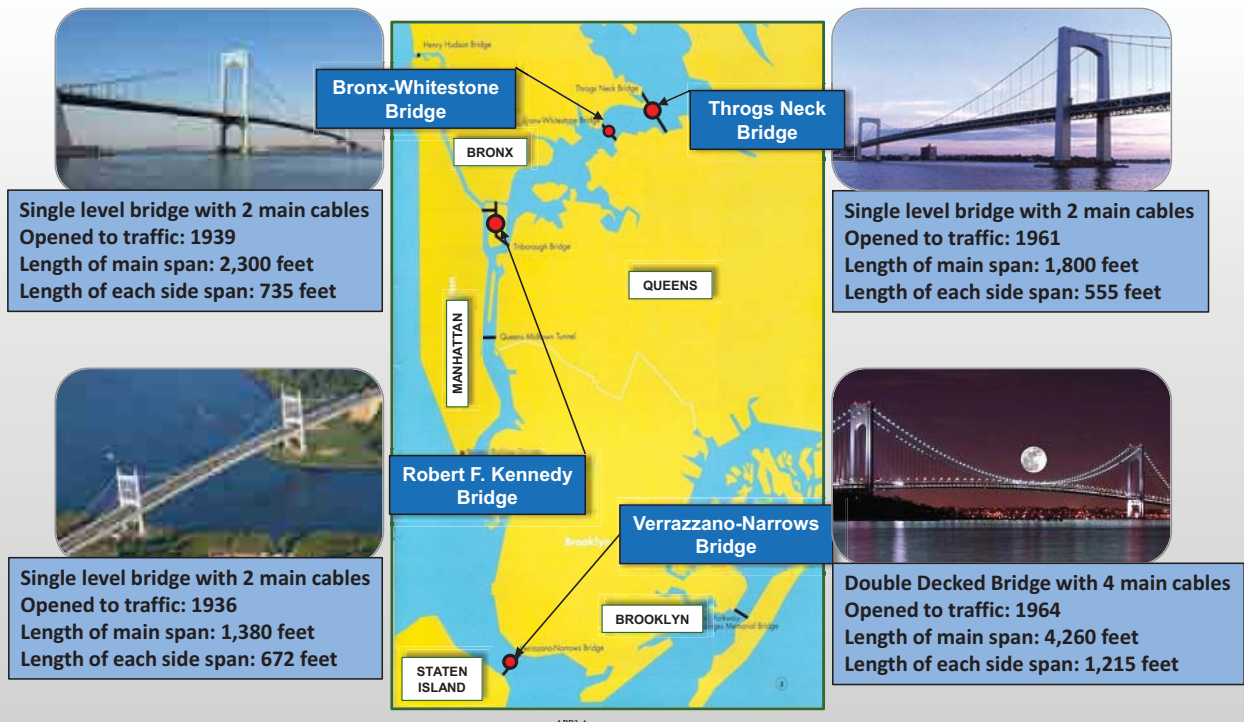 Henry Hudson Bridge
Bronx-Whitestone
Bridge
Throgs Neck Bridge
Throgs Neck
Bridge
BRONX
Single level bridge with 2 main cables
Opened to traffic: 1939
Length of main span: 2,300 feet
Length of each side span: 735 feet
Single level bridge with 2 main cables
Opened to traffic: 1961
Length of main span: 1,800 feet
Length of each side span: 555 feet
Triborough Bridge
QUEENS
MANHATTAN
Queens Midtown Tunnel
Robert F. Kennedy
Bridge
Verrazzano-Narrows
Bridge
Brooklyn
Single level bridge with 2 main cables
Opened to traffic: 1936
Length of main span: 1,380 feet
Length of each side span: 672 feet
Double Decked Bridge with 4 main cables
Opened to traffic: 1964
Length of main span: 4,260 feet
Length of each side span: 1,215 feet
BROOKLYN
Parkway
Memorial Bridge
Narrows Bridge
STATEN
ISLAND
3